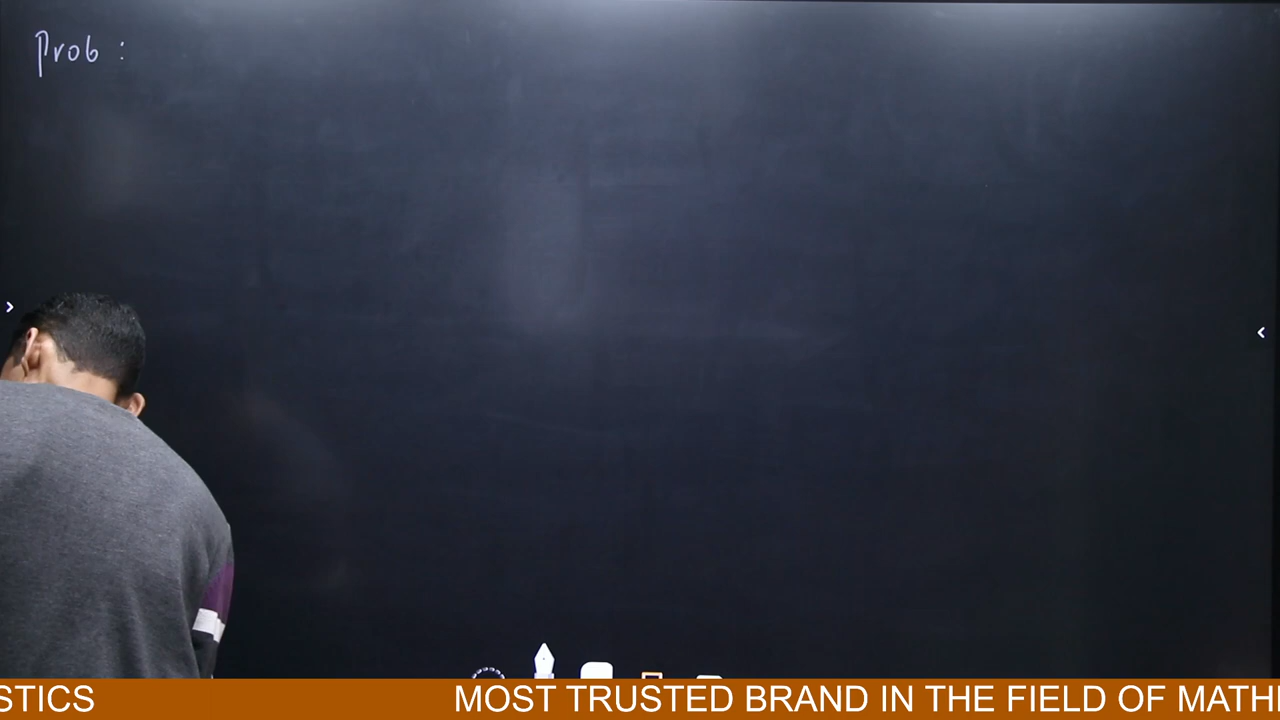 Prob :
STICS MOST TRUSTED BRAND IN THE FIELD OF MATH